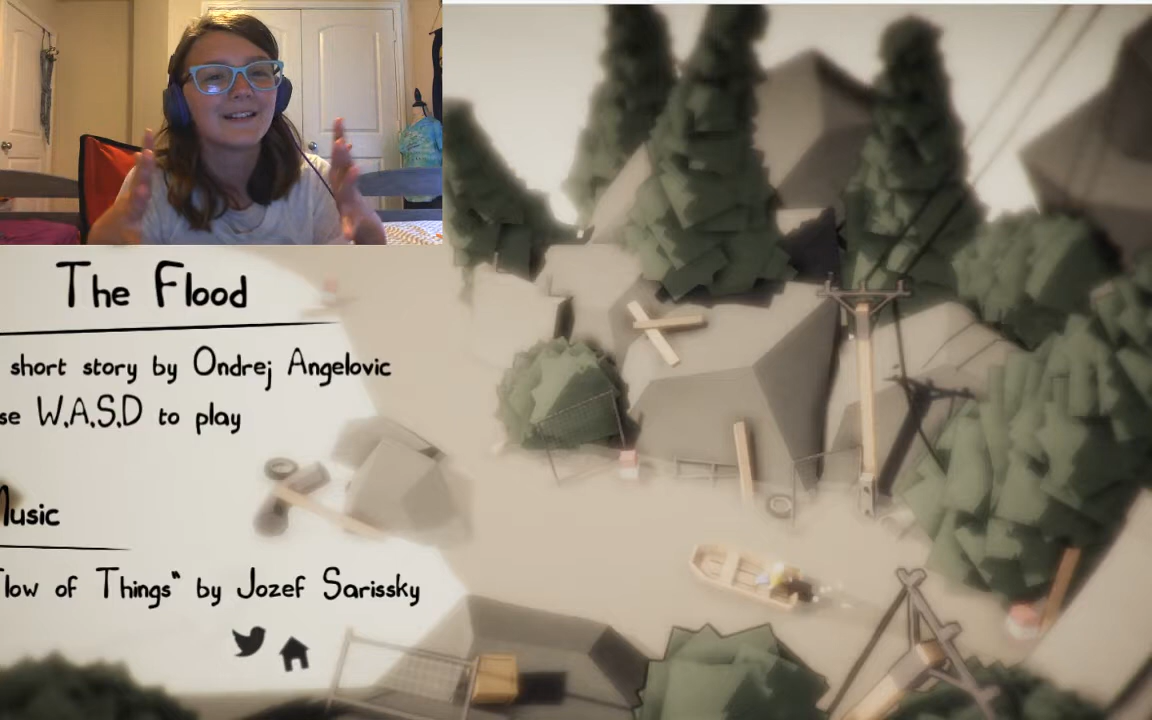 The Flood
short story by Ondrej Angelovic
se W.A.S.D to play
Music
low of Things" by Jozef Sarissky